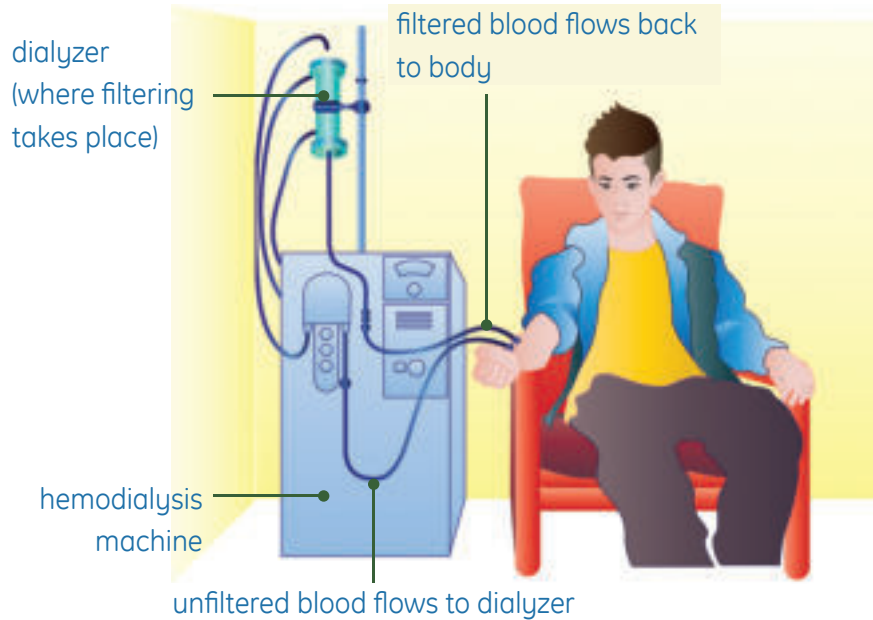 filtered blood flows back
to body
dialyzer
(where filtering
takes place)
hemodialysis
machine
unfiltered blood flows to dialyzer